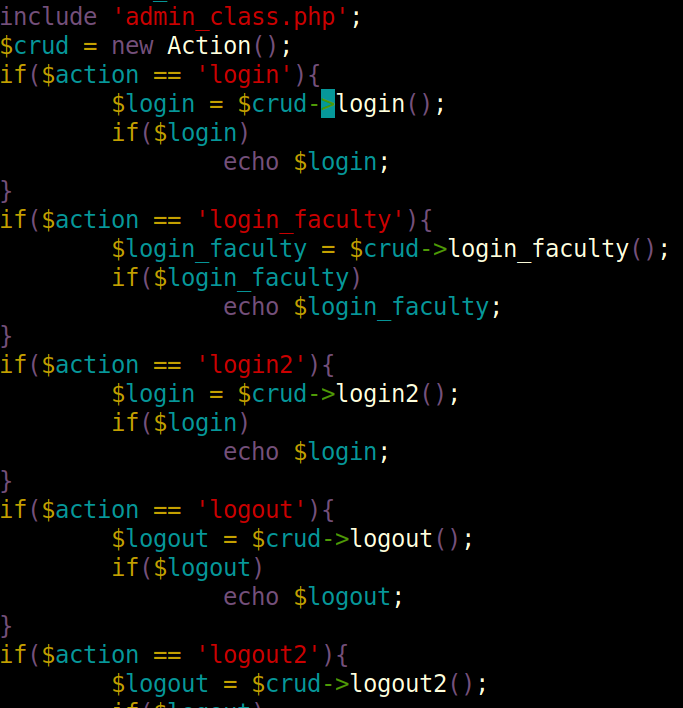 include 'admin_class.php';
$crud = new Action();
if($action == 'login'){
        $login = $crud->login();
        if($login)
                echo $login;
}
if($action == 'login_faculty'){
        $login_faculty = $crud->login_faculty();
        if($login_faculty)
                echo $login_faculty;
}
if($action == 'login2'){
        $login = $crud->login2();
        if($login)
                echo $login;
}
if($action == 'logout'){
        $logout = $crud->logout();
        if($logout)
                echo $logout;
}
if($action == 'logout2'){
        $logout = $crud->logout2();
        if($logout)